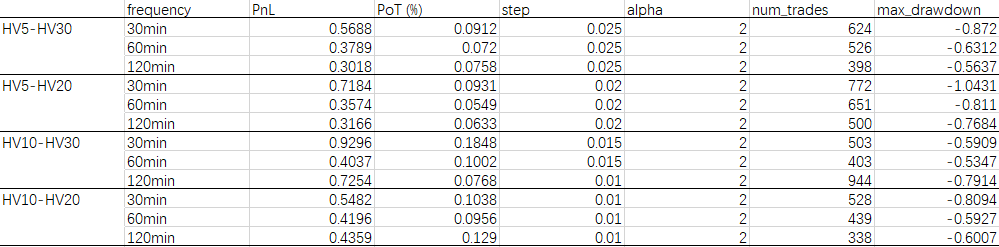 frequency PnL PoT (%) step alpha num_trades max_drawdown
HV5-HV30 30min 0.5688 0.0912 0.025 2 624 -0.872
60min 0.3789 0.072 0.025 2 526 -0.6312
120min 0.3018 0.0758 0.025 2 398 -0.5637
HV5-HV20 30min 0.7184 0.0931 0.02 2 772 -1.0431
60min 0.3574 0.0549 0.02 2 651 -0.811
120min 0.3166 0.0633 0.02 2 500 -0.7684
HV10-HV30 30min 0.9296 0.1848 0.015 2 503 -0.5909
60min 0.4037 0.1002 0.015 2 403 -0.5347
120min 0.7254 0.0768 0.01 2 944 -0.7914
HV10-HV20 30min 0.5482 0.1038 0.01 2 528 -0.8094
60min 0.4196 0.0956 0.01 2 439 -0.5927
120min 0.4359 0.129 0.01 2 338 -0.6007